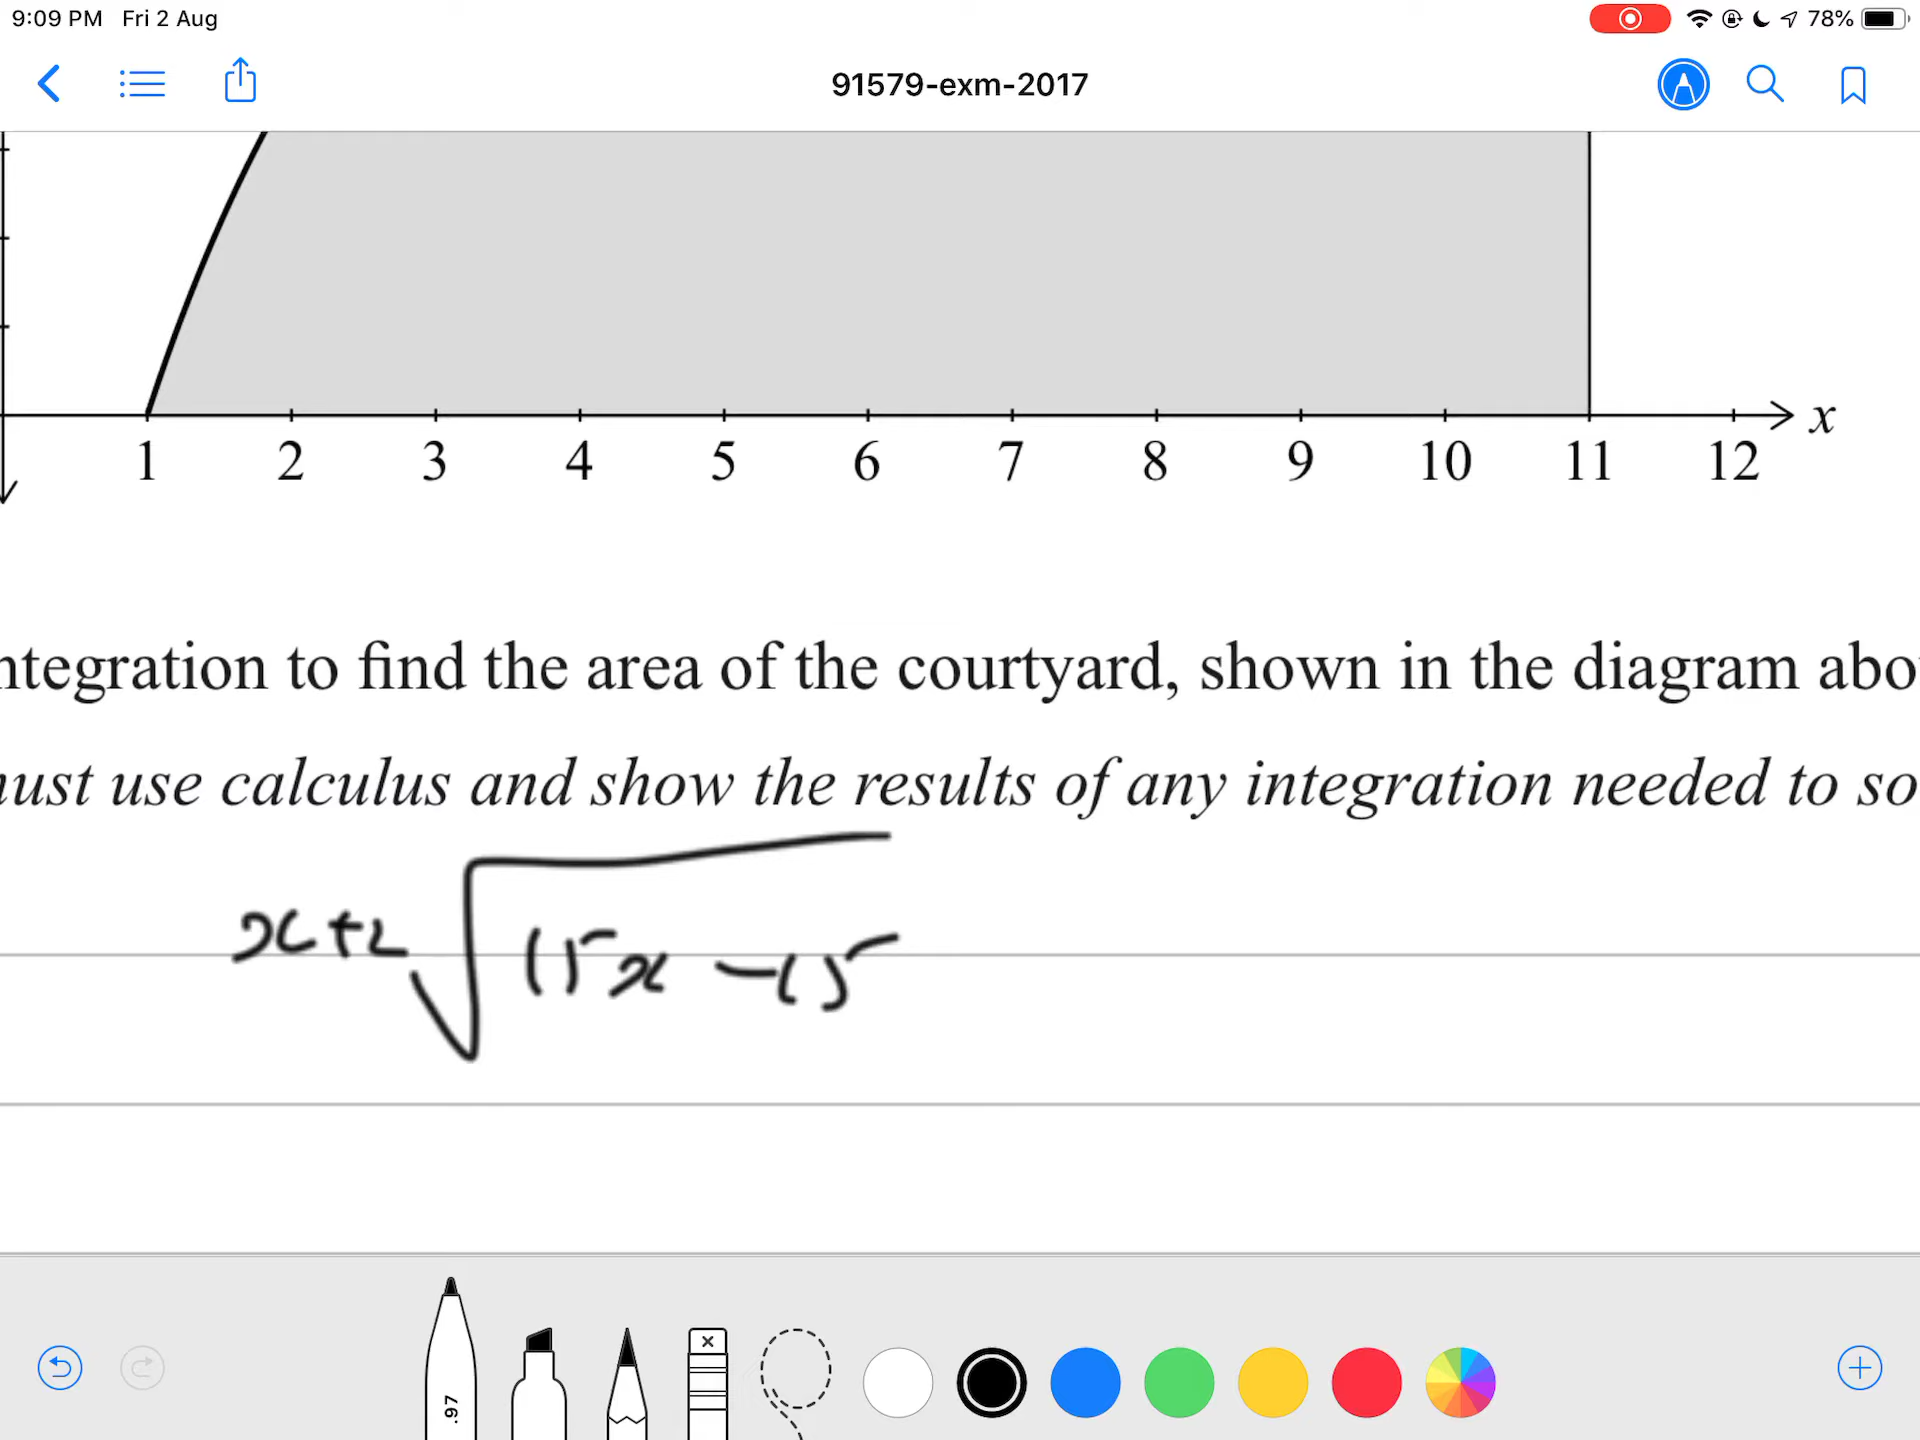 9:09 PM Fri 2 Aug
78%
91579-exm-2017
x
1 2 3 4 5 6 7 8 9 10 11 12
ntegration to find the area of the courtyard, shown in the diagram abo
nust use calculus and show the results of any integration needed to so
x+2 √15x -15
.97